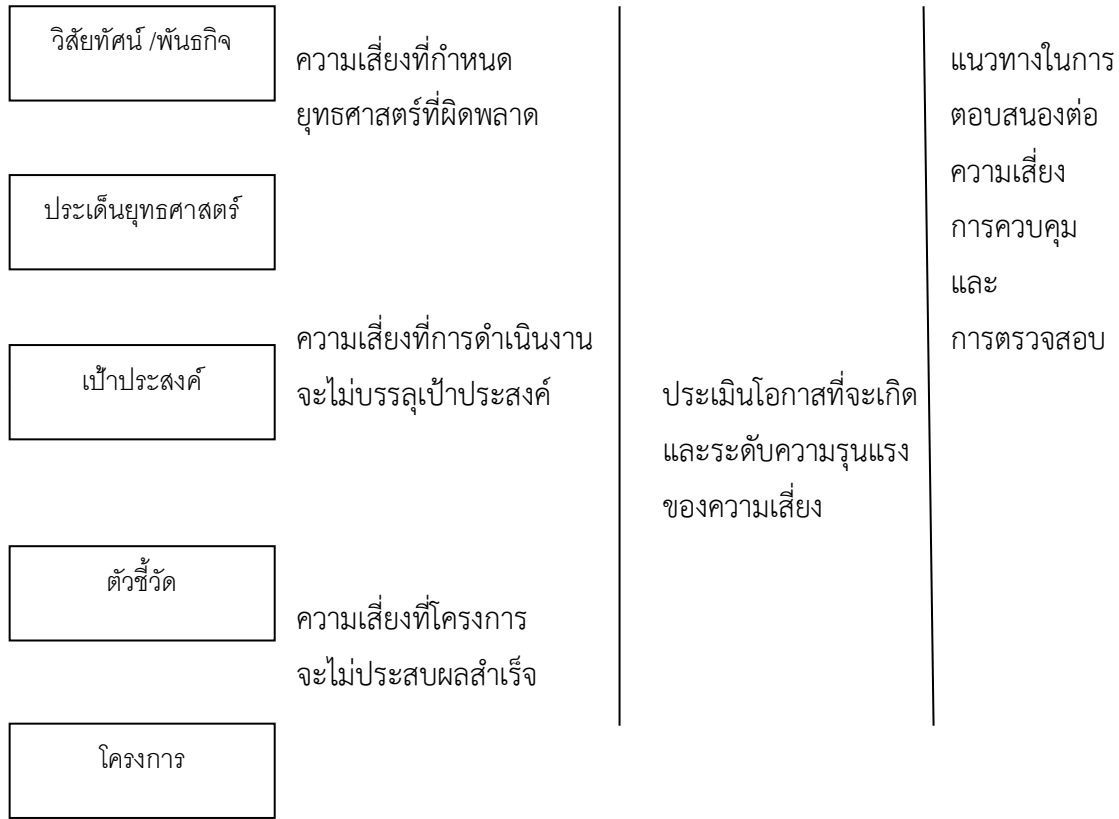 วิสัยทัศน์ /พันธกิจ
ประเด็นยุทธศาสตร์
เป้าประสงค์
ตัวชี้วัด
โครงการ
ความเสี่ยงที่กำหนด
ยุทธศาสตร์ที่ผิดพลาด
ความเสี่ยงที่การดำเนินงาน
จะไม่บรรลุเป้าประสงค์
ความเสี่ยงที่โครงการ
จะไม่ประสบผลสำเร็จ
ประเมินโอกาสที่จะเกิด
และระดับความรุนแรง
ของความเสี่ยง
แนวทางในการ
ตอบสนองต่อ
ความเสี่ยง
การควบคุม
และ
การตรวจสอบ